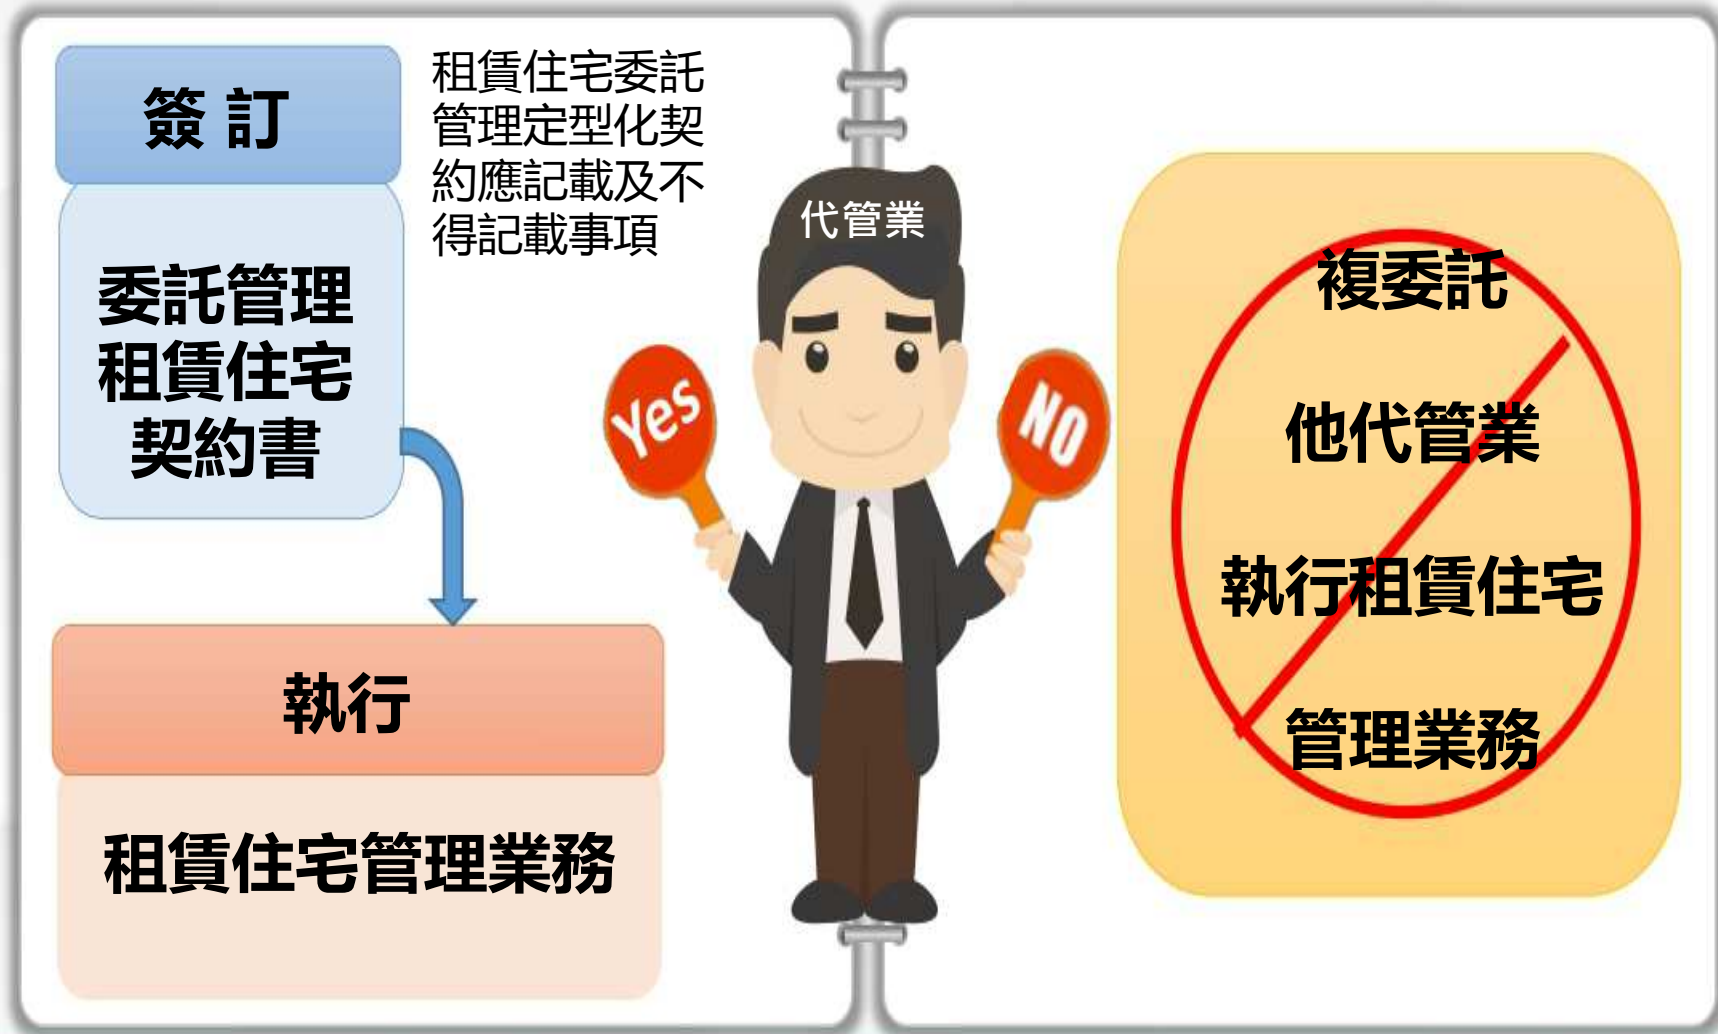 簽 訂
租賃住宅委託
管理定型化契
約應記載及不
得記載事項
委託管理
租賃住宅
契約書
執行
租賃住宅管理業務
代管業
Yes
NO
複委託
他代管業
執行租賃住宅
管理業務